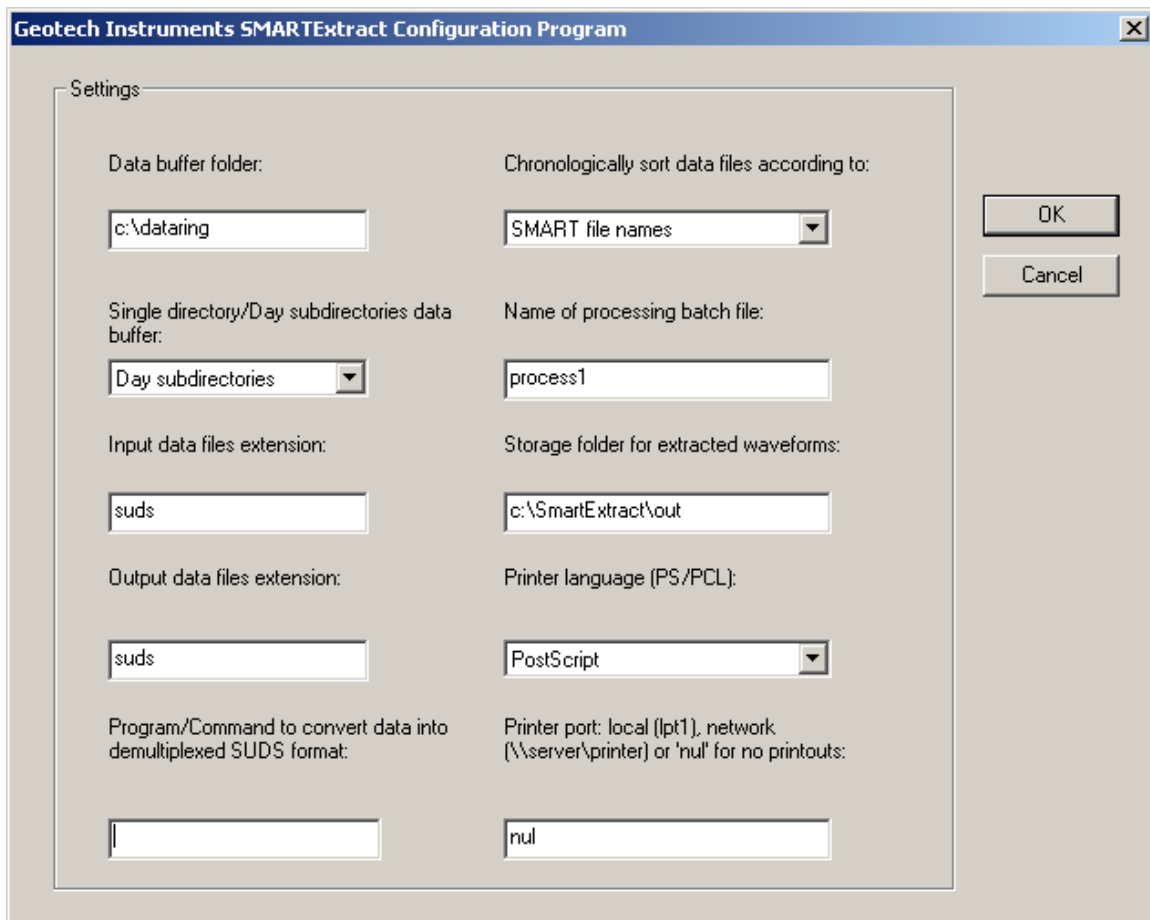 Geotech Instruments SMARTExtract Configuration Program
Settings
Data buffer folder:
c:\dataring
Chronologically sort data files according to:
SMART file names
OK
Cancel
Single directory/Day subdirectories data
buffer:
Day subdirectories
Name of processing batch file:
process1
Input data files extension:
suds
Storage folder for extracted waveforms:
c:\SmartExtract\out
Output data files extension:
suds
Printer language (PS/PCL):
PostScript
Program/Command to convert data into
demultiplexed SUDS format:
Printer port: local (lpt1), network
(\\server\printer) or 'nul' for no printouts:
nul